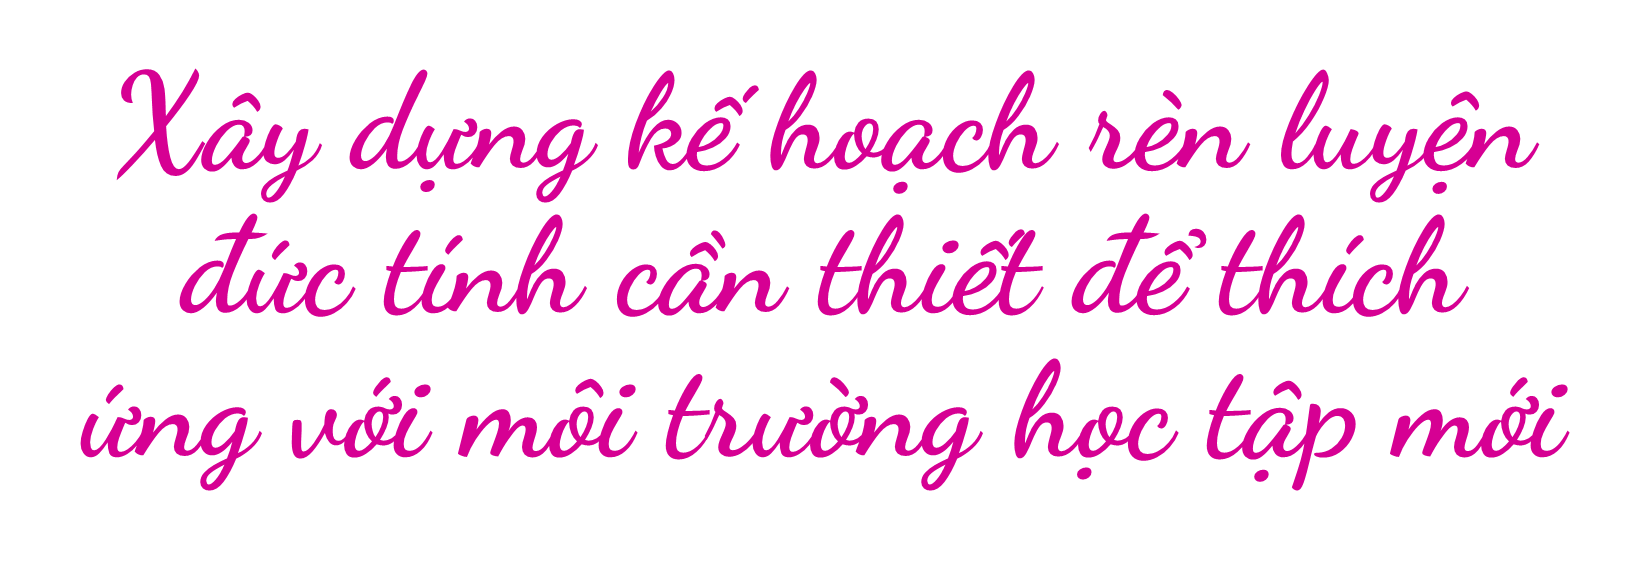 Xây dựng kế hoạch rèn luyện
đức tính cần thiết để thích
ứng với môi trường học tập mới